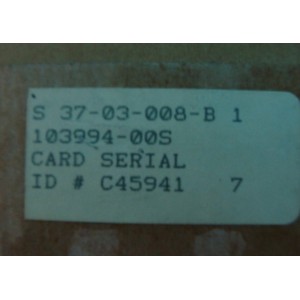 S 37-03-008-B 1
103994-00S
CARD SERIAL
ID # C45941 7